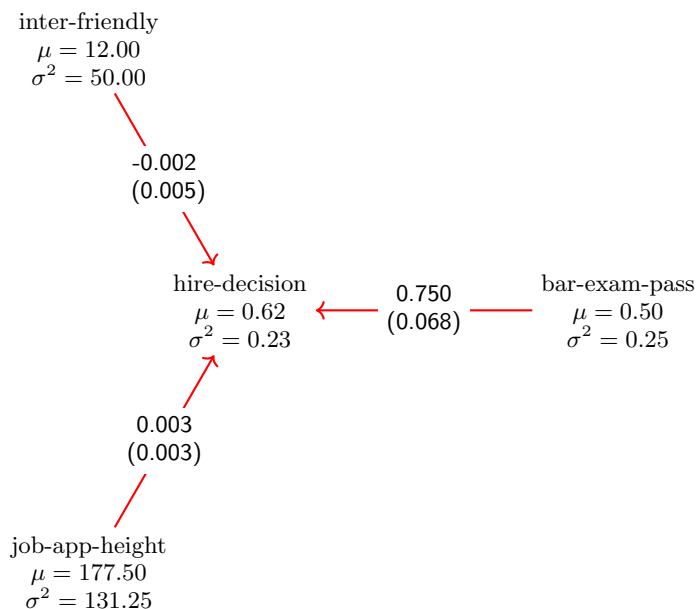 inter-friendly
μ = 12.00
σ² = 50.00
-0.002
(0.005)
hire-decision
μ = 0.62
σ² = 0.23
0.750
(0.068)
bar-exam-pass
μ = 0.50
σ² = 0.25
0.003
(0.003)
job-app-height
μ = 177.50
σ² = 131.25